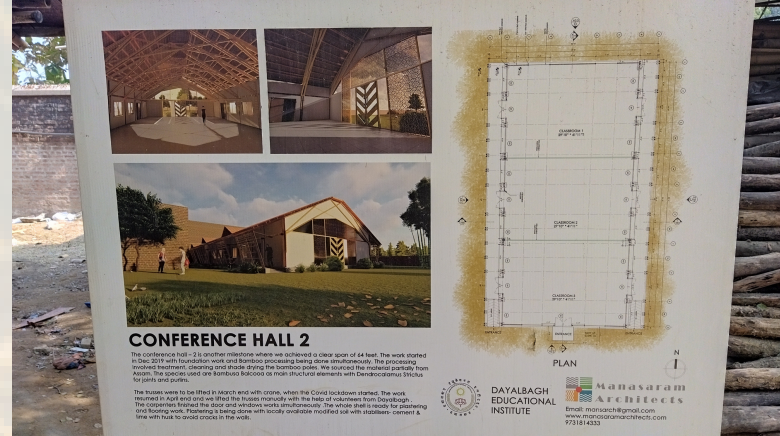 CONFERENCE HALL 2
The conference hall – 2 is another milestone where we achieved a clear span of 64 feet. The work started
in Dec 2019 with foundation work and Bamboo processing being done simultaneously. The processing
involved treatment, cleaning and shade drying the bamboo poles. We sourced the material partially from
Assam. The species used are Bambusa Balcooa as main structural elements with Dendrocalamus Strictus
for joints and purlins.
The trusses were to be lifted in March end with crane, when the Covid lockdown started. The work
resumed in April end and we lifted the trusses manually with the help of volunteers from Dayalbagh .
The carpenters finished the door and windows works simultaneously .The whole shell is ready for plastering
and flooring work. Plastering is being done with locally available modified soil with stabilisers- cement &
lime with husk to avoid cracks in the walls.
CLASSROOM 1
CLASSROOM 2
CLASSROOM 3
ENTRANCE
ENTRANCE
PLAN
N
DAYALBAGH
EDUCATIONAL
INSTITUTE
Manasaram
Architects
Email: mansarch@gmail.com
www.manasaramarchitects.com
9731814333